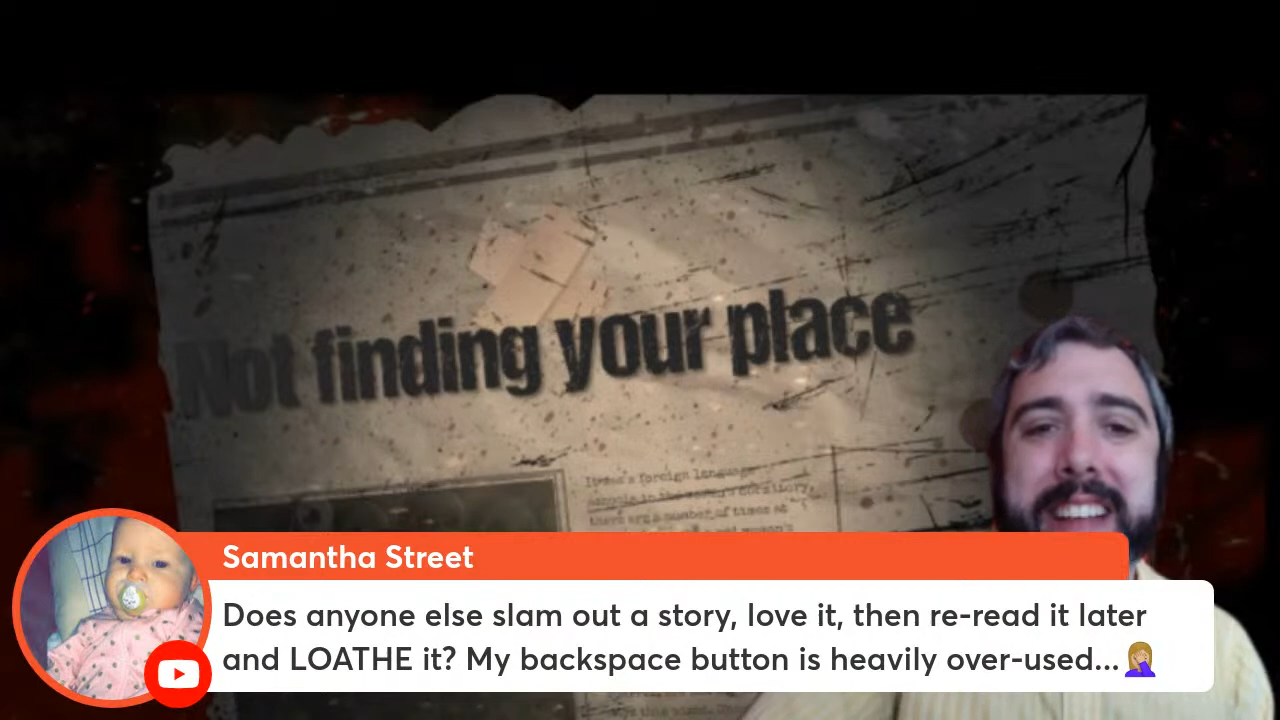 Not finding your place
Samantha Street
Does anyone else slam out a story, love it, then re-read it later
and LOATHE it? My backspace button is heavily over-used...🤦🏼‍♀️